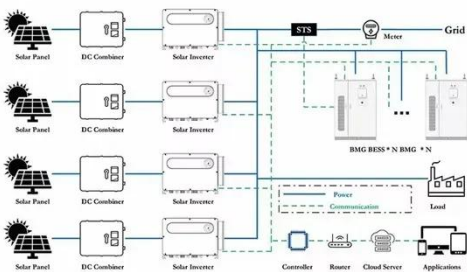 STS
Meter
Grid
Solar Panel DC Combiner Solar Inverter
Solar Panel DC Combiner Solar Inverter
BMG BESS * N BMG * N
Solar Panel DC Combiner Solar Inverter
Power
Communication
Load
Solar Panel DC Combiner Solar Inverter
Controller Router Cloud Server Applications